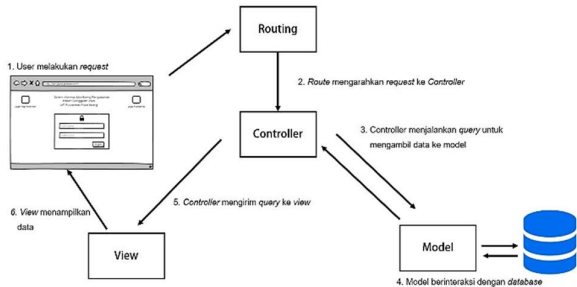 Routing
1. User melakukan request
2. Route mengarahkan request ke Controller
Controller
3. Controller menjalankan query untuk
mengambil data ke model
5. Controller mengirim query ke view
6. View menampilkan
data
View
Model
4. Model berinteraksi dengan database